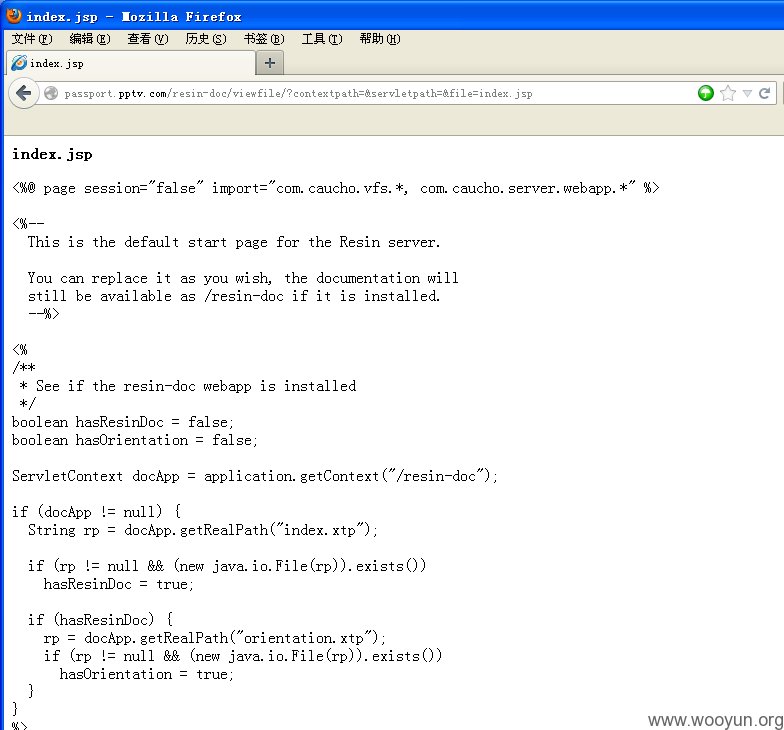 index.jsp - Mozilla Firefox
文件(F) 编辑(E) 查看(V) 历史(S) 书签(B) 工具(T) 帮助(H)
index.jsp +
passport.pptv.com/resin-doc/viewfile/?contextpath=&servletpath=&file=index.jsp
index.jsp
<%@ page session="false" import="com.caucho.vfs.*, com.caucho.server.webapp.*" %>
<%--
  This is the default start page for the Resin server.
  You can replace it as you wish, the documentation will
  still be available as /resin-doc if it is installed.
  --%>
<%
/**
 * See if the resin-doc webapp is installed
 */
boolean hasResinDoc = false;
boolean hasOrientation = false;
ServletContext docApp = application.getContext("/resin-doc");
if (docApp != null) {
  String rp = docApp.getRealPath("index.xtp");
  if (rp != null && (new java.io.File(rp)).exists())
    hasResinDoc = true;
  if (hasResinDoc) {
    rp = docApp.getRealPath("orientation.xtp");
    if (rp != null && (new java.io.File(rp)).exists())
      hasOrientation = true;
  }
}
%>
www.wooyun.org